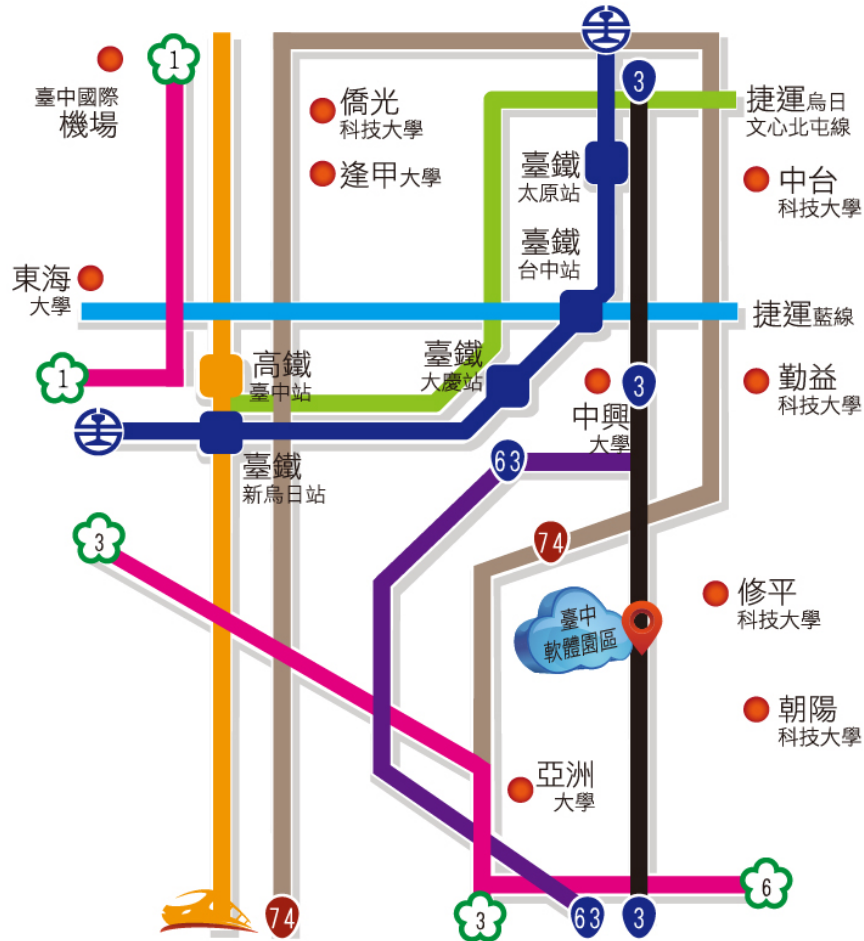 1
臺中國際
機場
僑光
科技大學
逢甲大學
3
捷運烏日
文心北屯線
臺鐵
太原站
中台
科技大學
臺鐵
台中站
東海
大學
捷運藍線
1
高鐵
臺中站
臺鐵
大慶站
3
中興
大學
勤益
科技大學
臺鐵
新烏日站
63
3
74
臺中
軟體園區
修平
科技大學
朝陽
科技大學
亞洲
大學
6
74
3
63
3